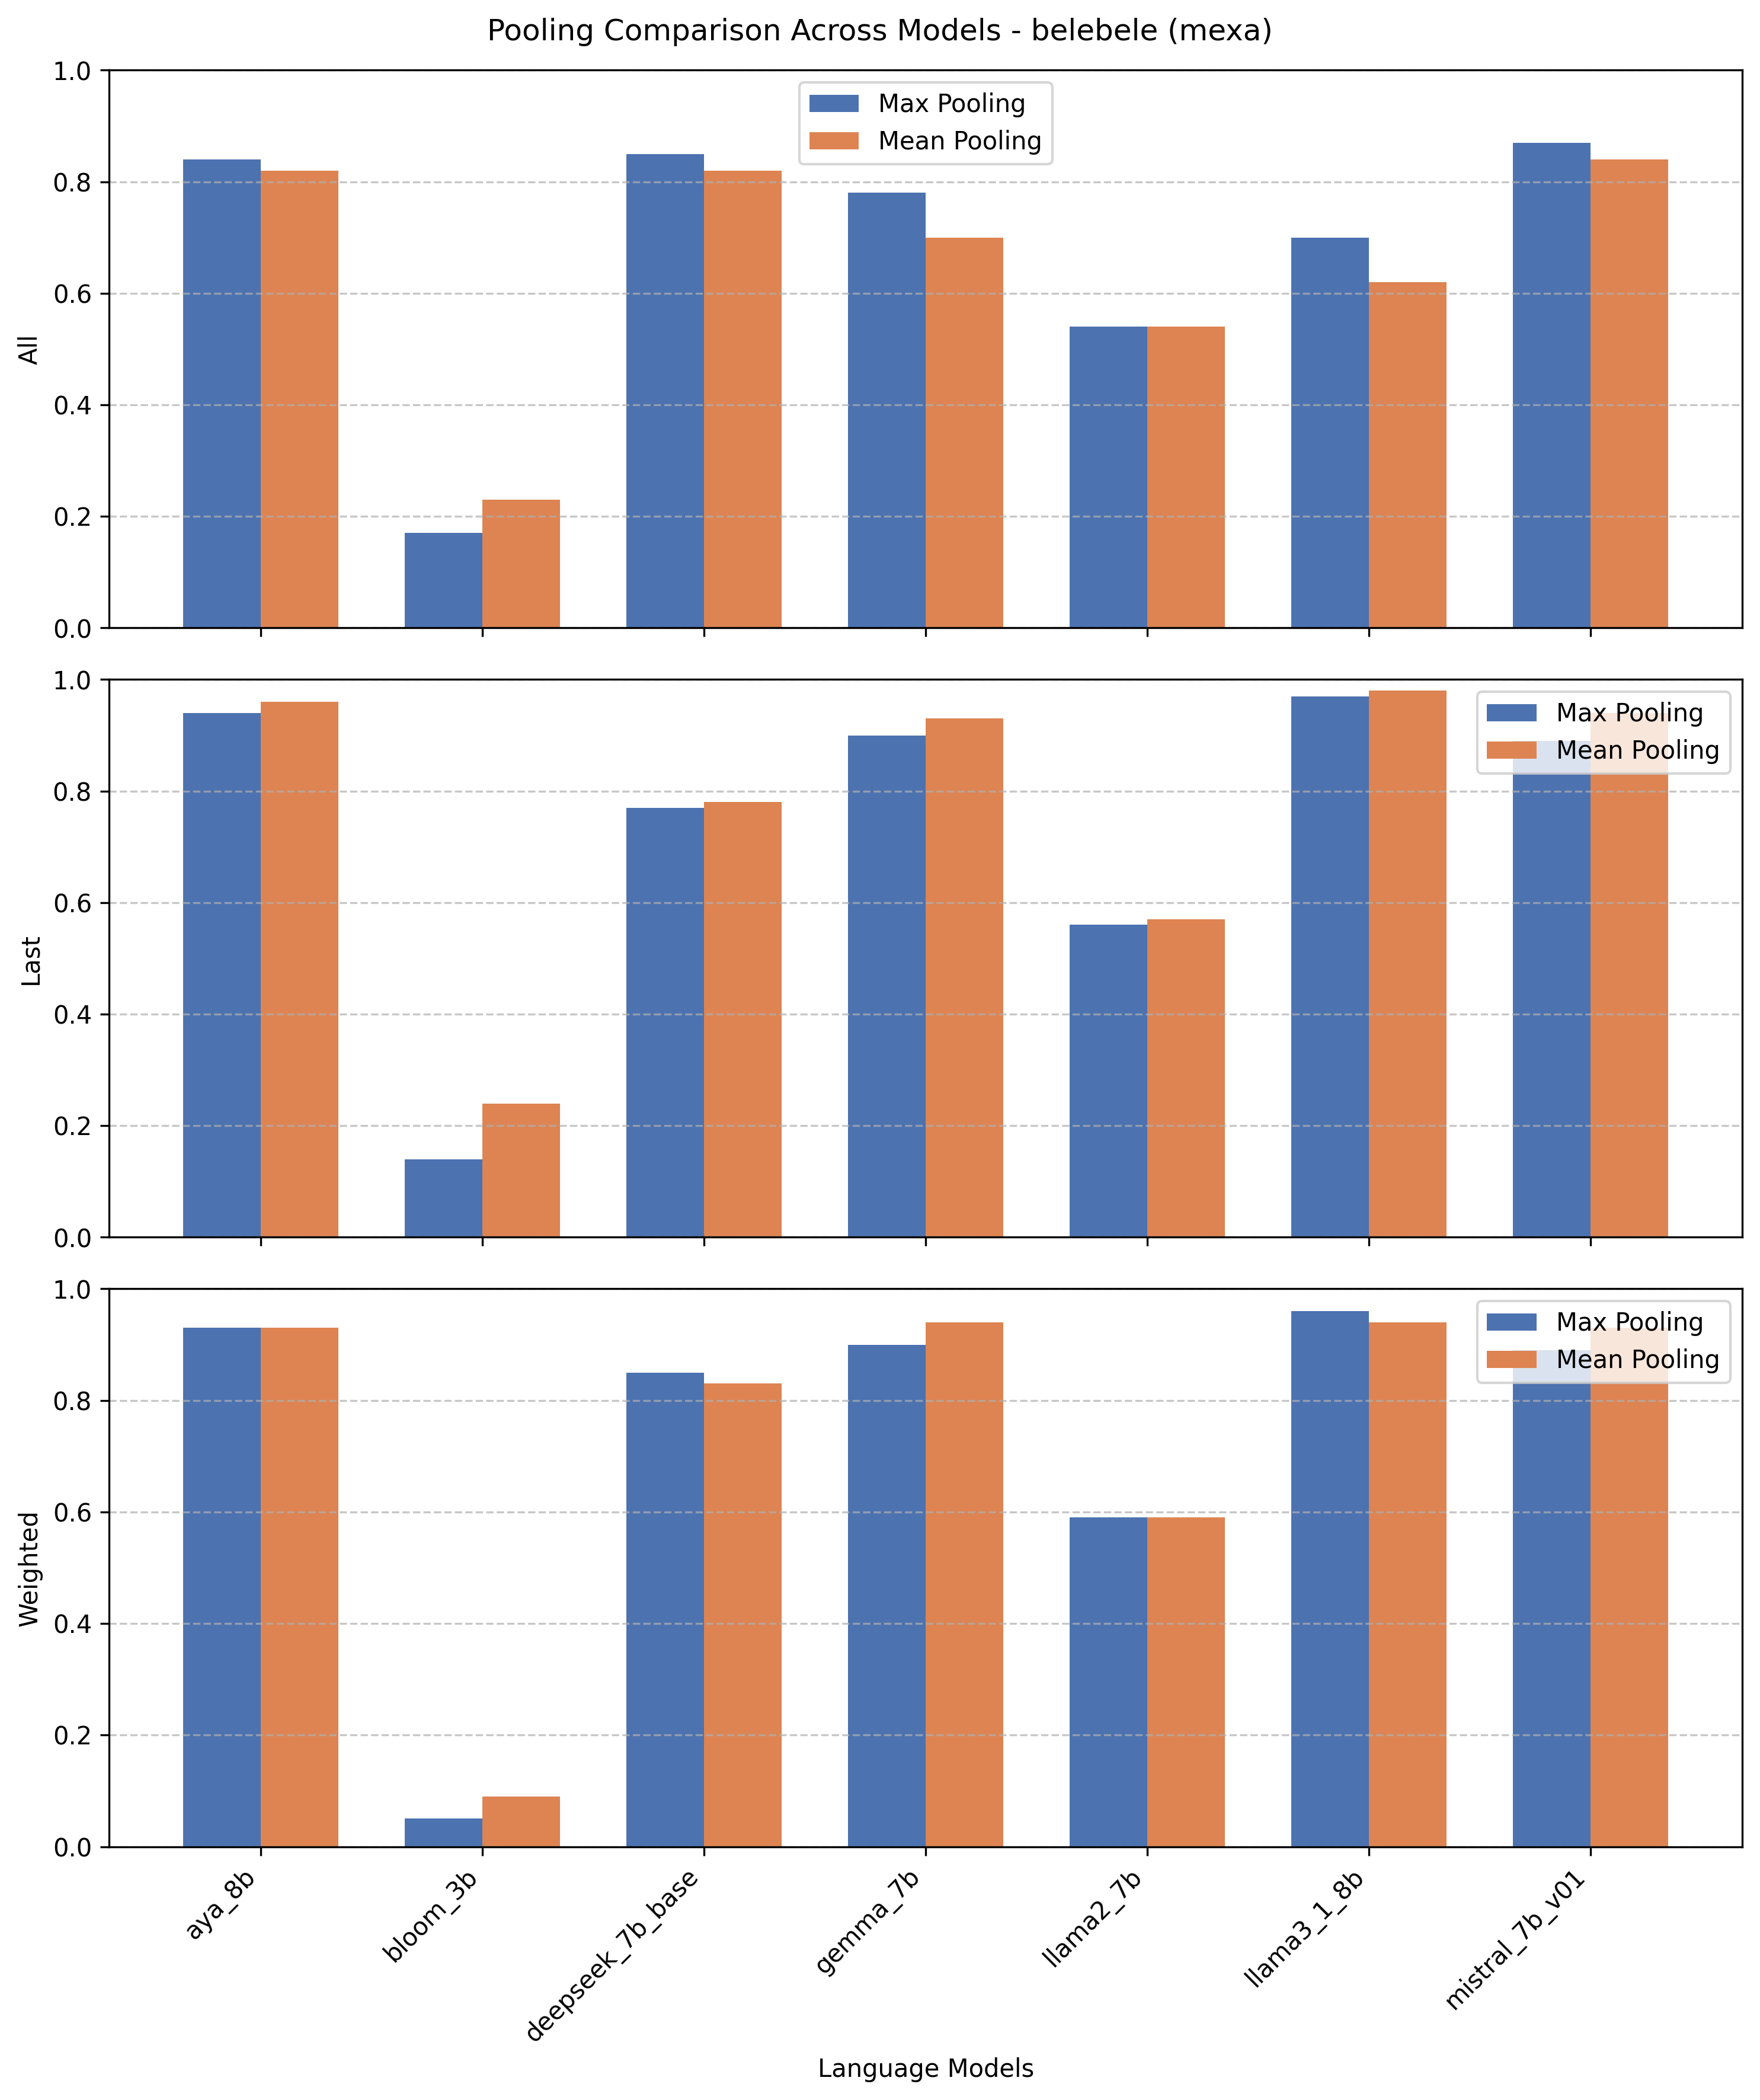 Pooling Comparison Across Models - belebele (mexa)
1.0
0.8
0.6
0.4
0.2
0.0
All
Max Pooling
Mean Pooling
1.0
0.8
0.6
0.4
0.2
0.0
Last
Max Pooling
Mean Pooling
1.0
0.8
0.6
0.4
0.2
0.0
Weighted
Max Pooling
Mean Pooling
aya_8b
bloom_3b
deepseek_7b_base
gemma_7b
llama2_7b
llama3_1_8b
mistral_7b_v01
Language Models